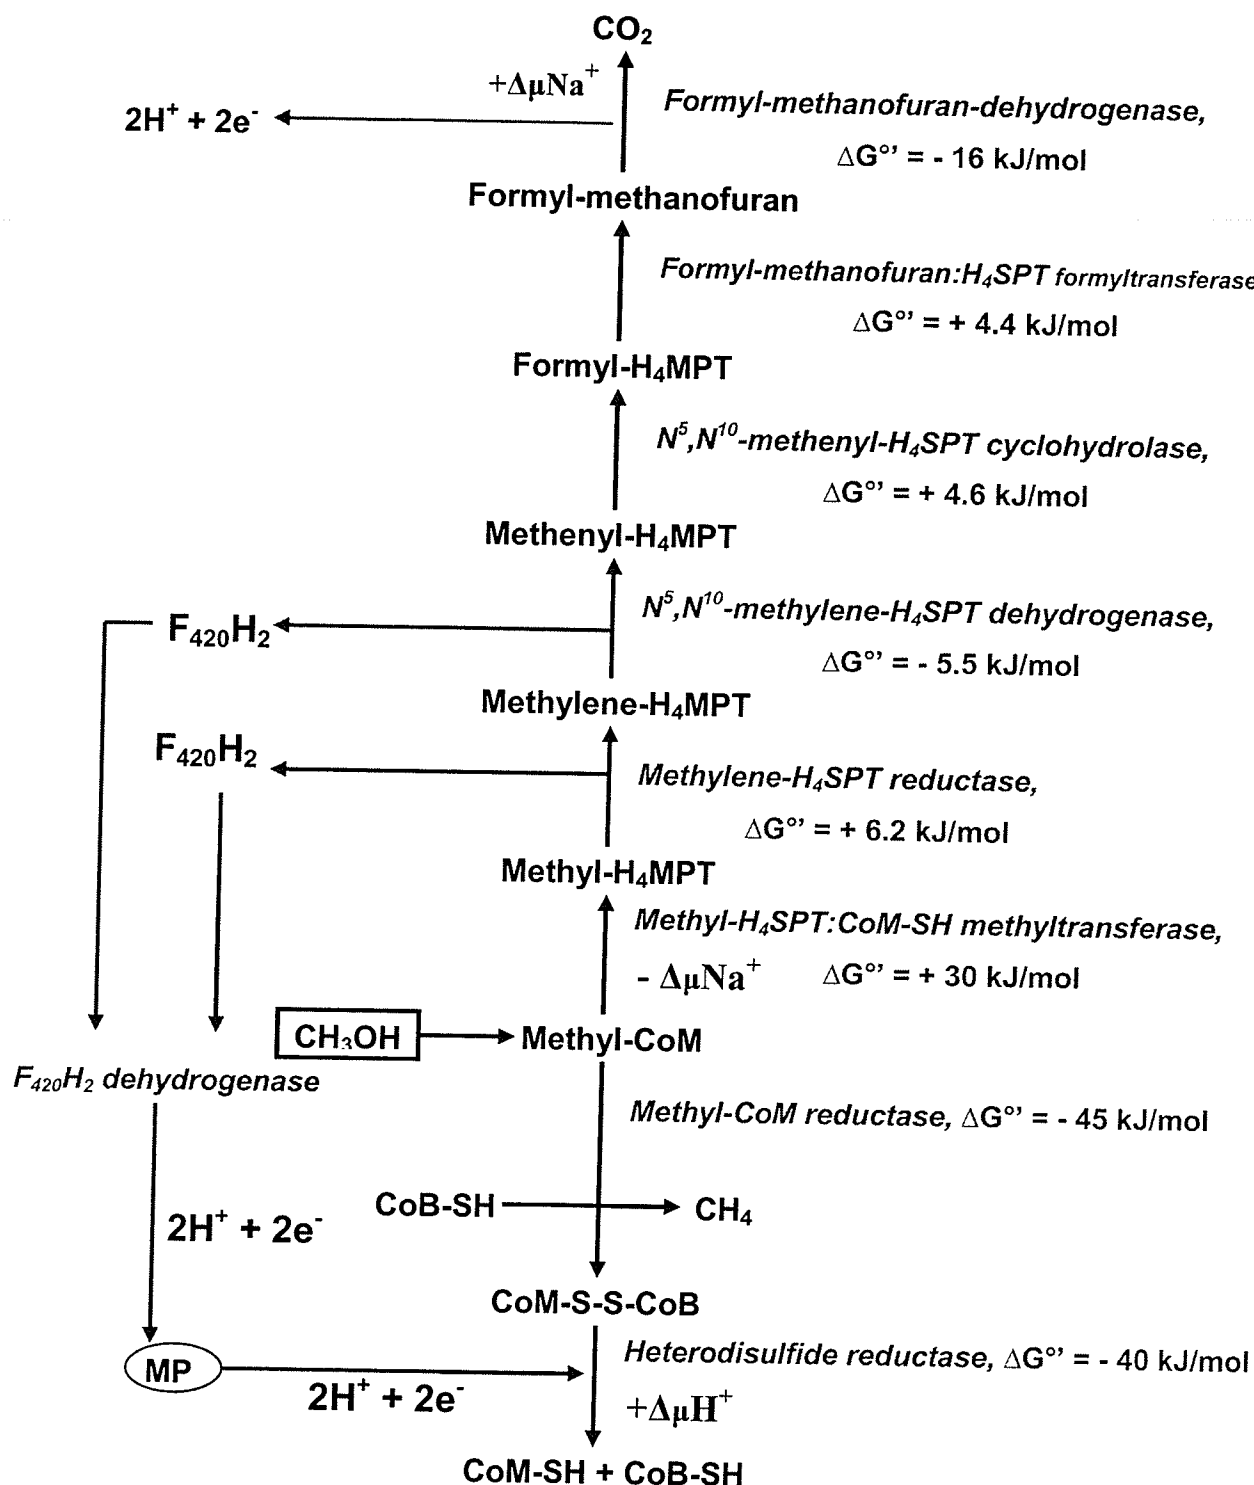 CO₂
+ΔμNa⁺
2H⁺ + 2e⁻
Formyl-methanofuran-dehydrogenase,
ΔG°’ = - 16 kJ/mol
Formyl-methanofuran
Formyl-methanofuran:H₄SPT formyltransferase
ΔG°’ = + 4.4 kJ/mol
Formyl-H₄MPT
N⁵,N¹⁰-methenyl-H₄SPT cyclohydrolase,
ΔG°’ = + 4.6 kJ/mol
Methenyl-H₄MPT
N⁵,N¹⁰-methylene-H₄SPT dehydrogenase,
F₄₂₀H₂
ΔG°’ = - 5.5 kJ/mol
Methylene-H₄MPT
F₄₂₀H₂
Methylene-H₄SPT reductase,
ΔG°’ = + 6.2 kJ/mol
Methyl-H₄MPT
Methyl-H₄SPT:CoM-SH methyltransferase,
- ΔμNa⁺ ΔG°’ = + 30 kJ/mol
CH₃OH
Methyl-CoM
F₄₂₀H₂ dehydrogenase
Methyl-CoM reductase, ΔG°’ = - 45 kJ/mol
CoB-SH
CH₄
2H⁺ + 2e⁻
CoM-S-S-CoB
Heterodisulfide reductase, ΔG°’ = - 40 kJ/mol
MP
2H⁺ + 2e⁻
+ΔμH⁺
CoM-SH + CoB-SH